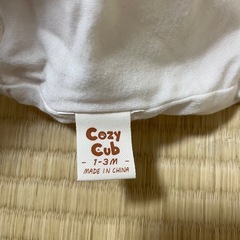 Cozy
Cub
- 1-3M -
MADE IN CHINA